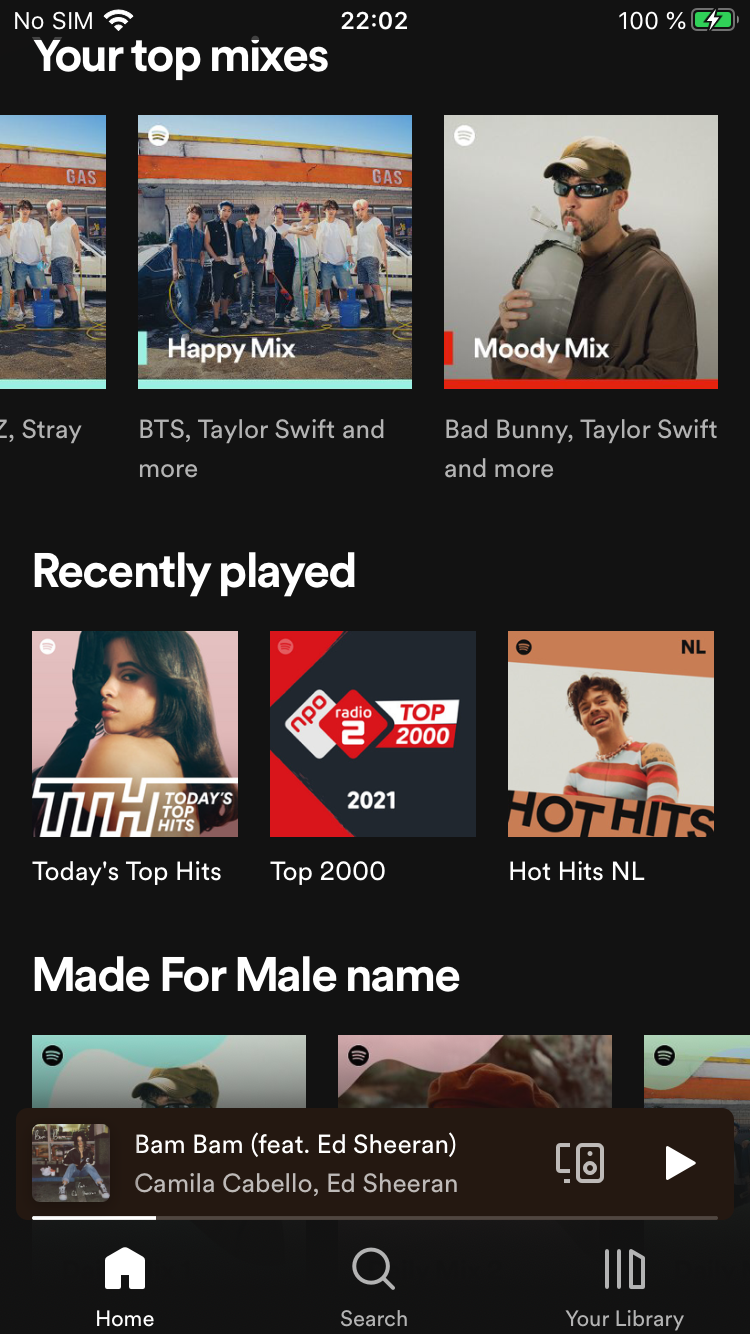 No SIM 22:02 100 %
Your top mixes
GAS
GAS
Happy Mix
Moody Mix
Z, Stray
BTS, Taylor Swift and
more
Bad Bunny, Taylor Swift
and more
Recently played
TTH TODAY'S
TOP
HITS
npo
radio
2
TOP
2000
2021
NL
HOT HITS
Today's Top Hits
Top 2000
Hot Hits NL
Made For Male name
Bam Bam (feat. Ed Sheeran)
Camila Cabello, Ed Sheeran
Home
Search
Your Library